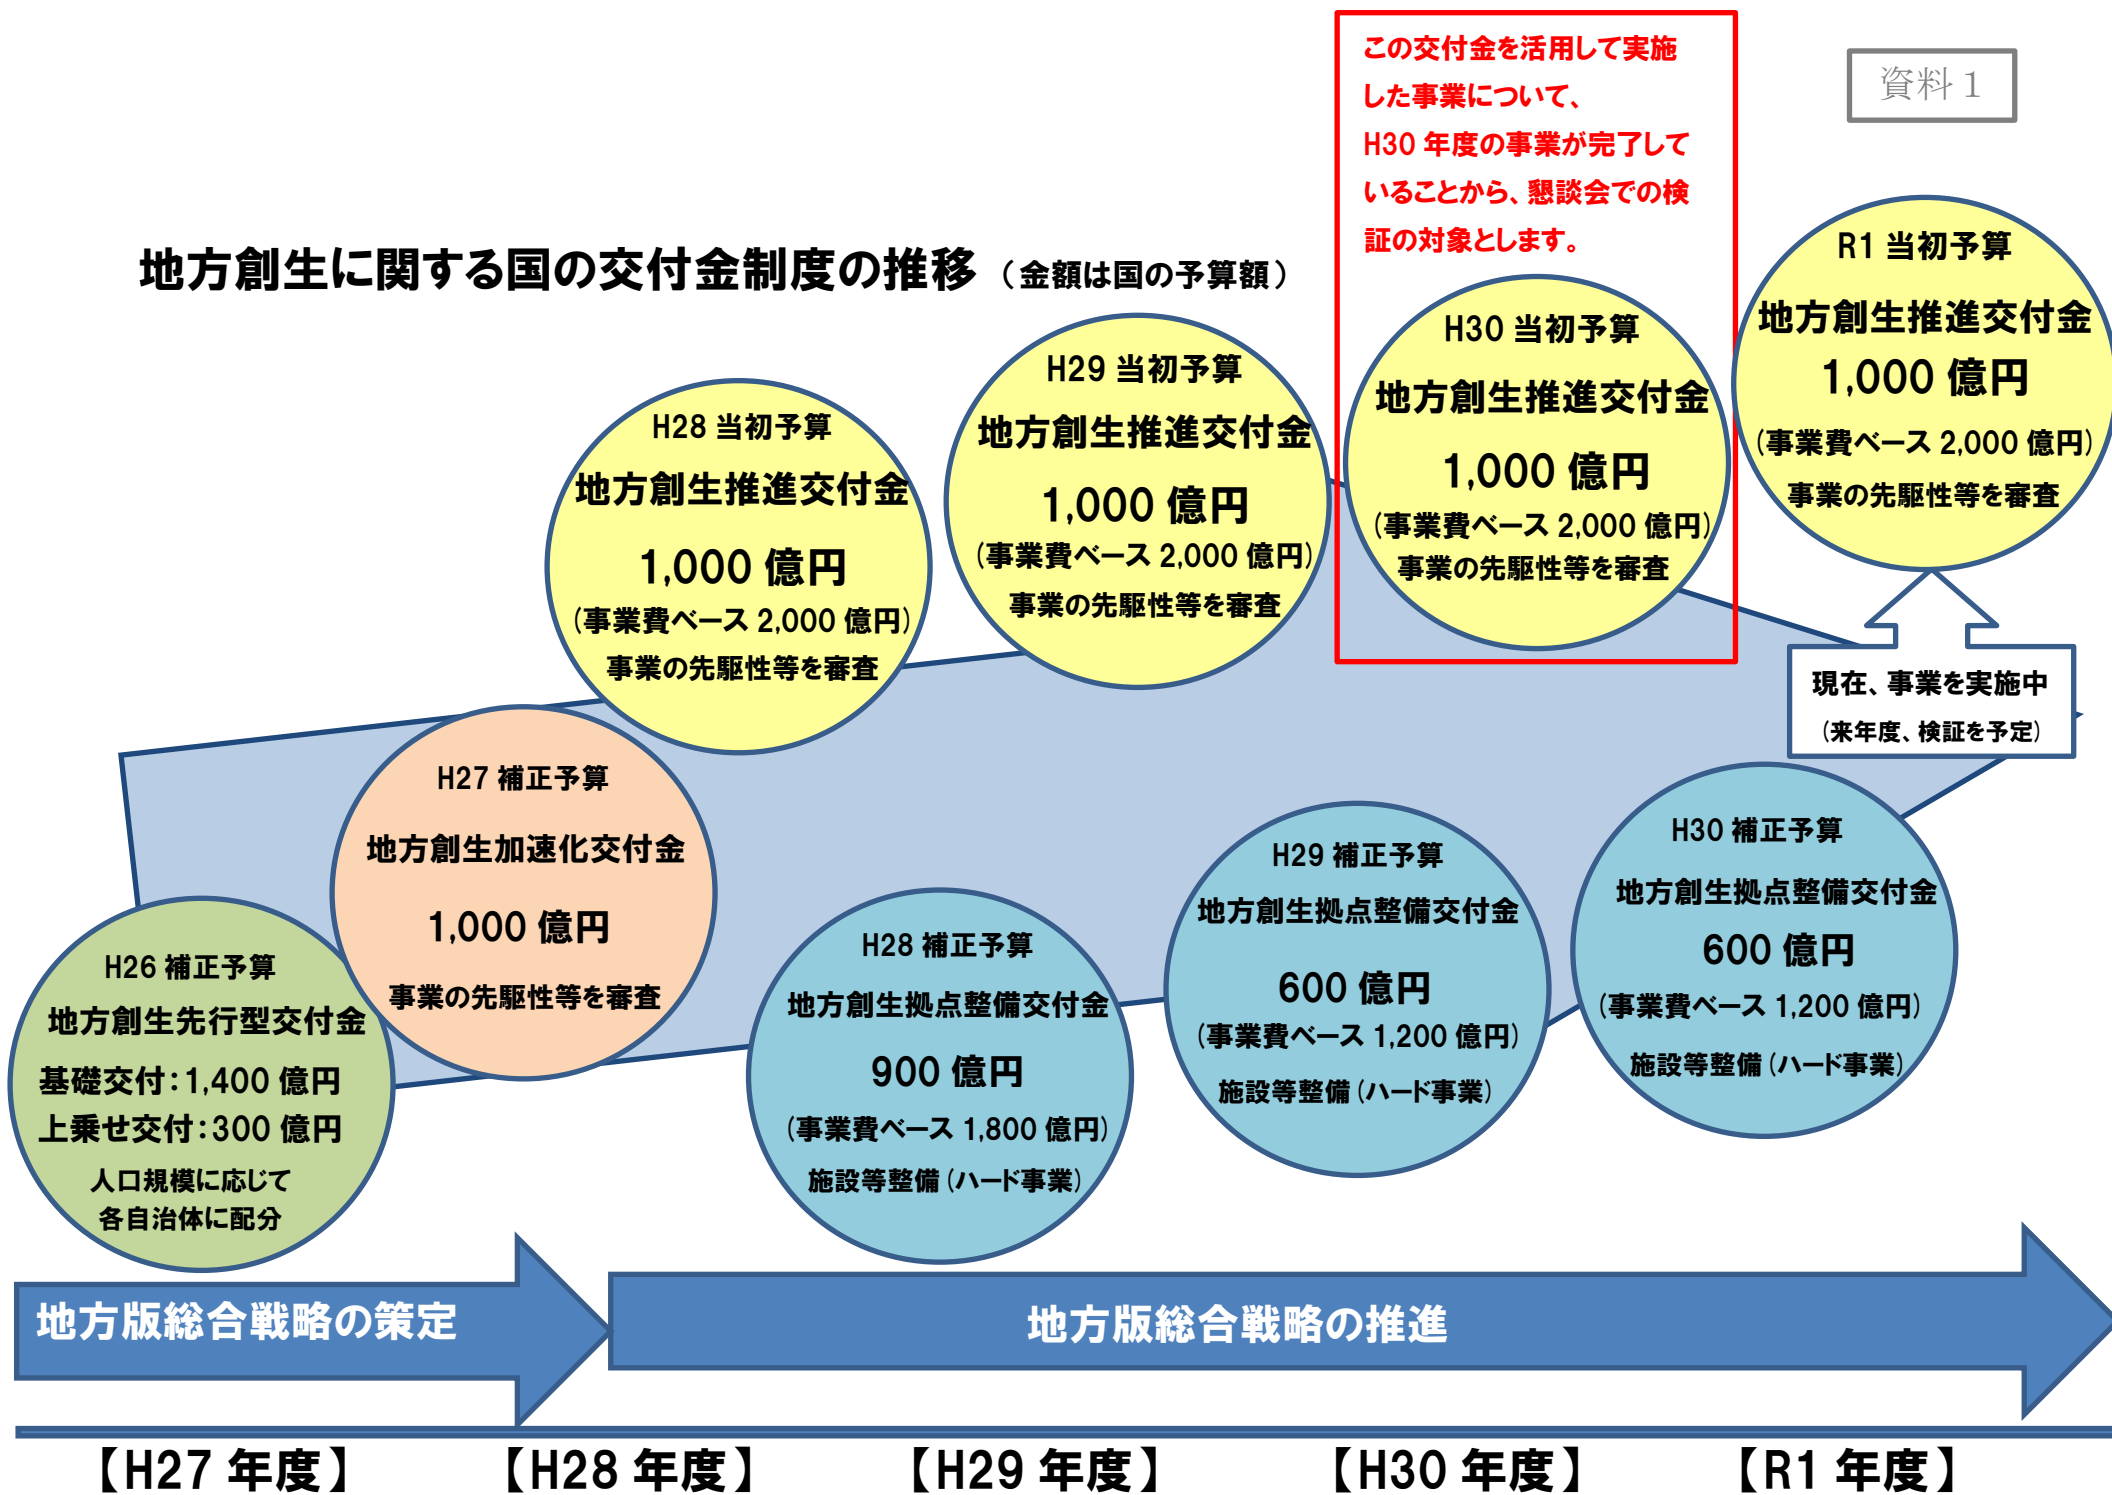 資料１
この交付金を活用して実施
した事業について、
H30 年度の事業が完了して
いることから、懇談会での検
証の対象とします。
地方創生に関する国の交付金制度の推移 （金額は国の予算額）
H28 当初予算
地方創生推進交付金
1,000 億円
（事業費ベース 2,000 億円）
事業の先駆性等を審査
H29 当初予算
地方創生推進交付金
1,000 億円
（事業費ベース 2,000 億円）
事業の先駆性等を審査
H30 当初予算
地方創生推進交付金
1,000 億円
（事業費ベース 2,000 億円）
事業の先駆性等を審査
R1 当初予算
地方創生推進交付金
1,000 億円
（事業費ベース 2,000 億円）
事業の先駆性等を審査
現在、事業を実施中
（来年度、検証を予定）
H26 補正予算
地方創生先行型交付金
基礎交付：1,400 億円
上乗せ交付：300 億円
人口規模に応じて
各自治体に配分
H27 補正予算
地方創生加速化交付金
1,000 億円
事業の先駆性等を審査
H28 補正予算
地方創生拠点整備交付金
900 億円
（事業費ベース 1,800 億円）
施設等整備（ハード事業）
H29 補正予算
地方創生拠点整備交付金
600 億円
（事業費ベース 1,200 億円）
施設等整備（ハード事業）
H30 補正予算
地方創生拠点整備交付金
600 億円
（事業費ベース 1,200 億円）
施設等整備（ハード事業）
地方版総合戦略の策定
地方版総合戦略の推進
【H27 年度】 【H28 年度】 【H29 年度】 【H30 年度】 【R1 年度】